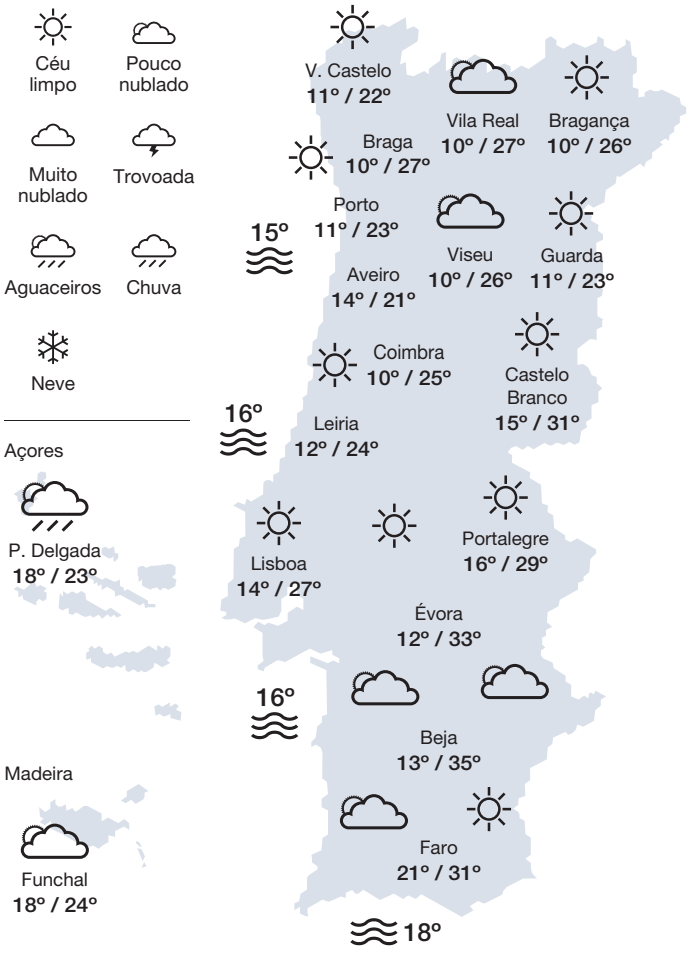 Céu
limpo
Pouco
nublado
Muito
nublado
Trovoada
Aguaceiros
Chuva
Neve
Açores
P. Delgada
18º / 23º
Madeira
Funchal
18º / 24º
V. Castelo
11º / 22º
Vila Real
10º / 27º
Bragança
10º / 26º
Braga
10º / 27º
Porto
11º / 23º
15º
Viseu
10º / 26º
Guarda
11º / 23º
Aveiro
14º / 21º
Coimbra
10º / 25º
Castelo
Branco
15º / 31º
16º
Leiria
12º / 24º
Portalegre
16º / 29º
Lisboa
14º / 27º
Évora
12º / 33º
16º
Beja
13º / 35º
Faro
21º / 31º
18º